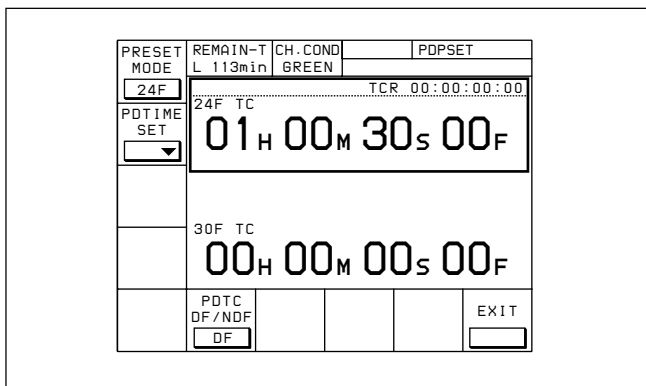 PRESET MODE
24F
PDTIME SET
REMAIN-T
L 113min
CH.COND
GREEN
PDPSET
TCR 00:00:00:00
24F TC
01H 00M 30S 00F
30F TC
00H 00M 00S 00F
PDTC
DF/NDF
DF
EXIT